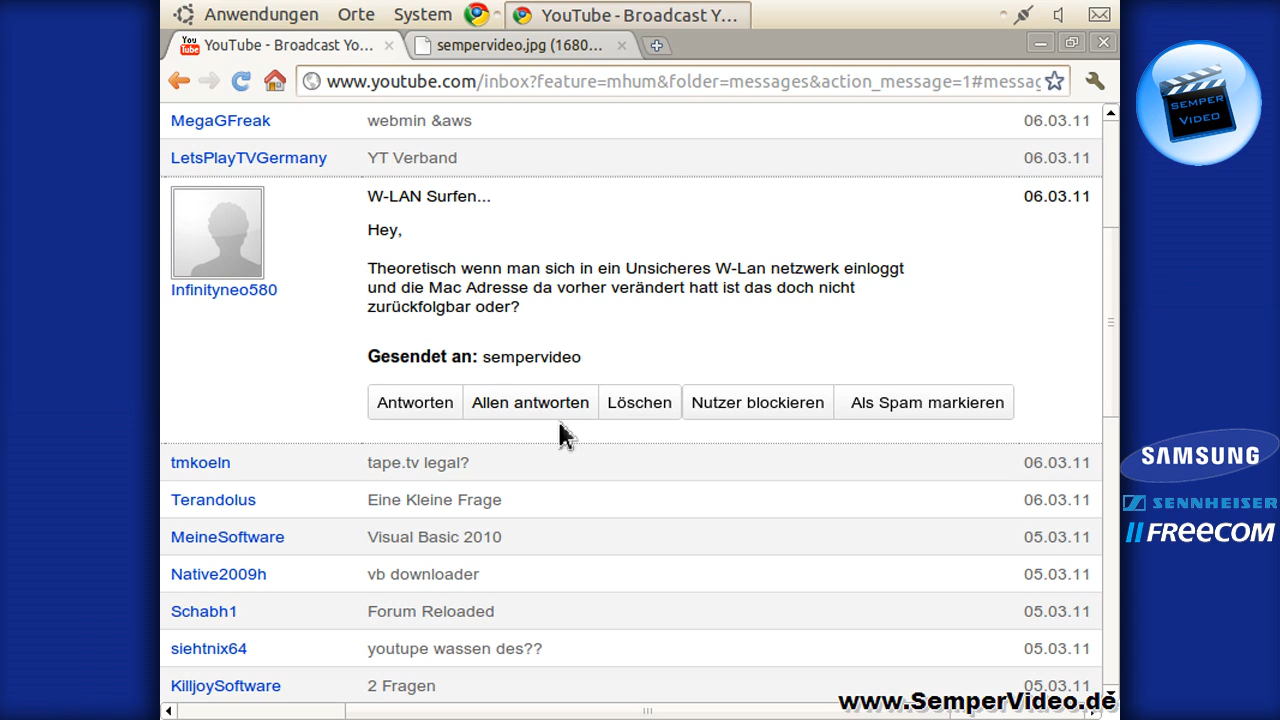 Anwendungen Orte System YouTube - Broadcast Y...
YouTube - Broadcast Yo... sempervideo.jpg (1680...
www.youtube.com/inbox?feature=mhum&folder=messages&action_message=1#messag
MegaGFreak webmin &aws 06.03.11
LetsPlayTVGermany YT Verband 06.03.11
W-LAN Surfen... 06.03.11
Hey,
Theoretisch wenn man sich in ein Unsicheres W-Lan netzwerk einloggt
und die Mac Adresse da vorher verändert hatt ist das doch nicht
zurückfolgbar oder?
Infinityneo580
Gesendet an: sempervideo
Antworten Allen antworten Löschen Nutzer blockieren Als Spam markieren
tmkoeln tape.tv legal? 06.03.11
Terandolus Eine Kleine Frage 06.03.11
MeineSoftware Visual Basic 2010 05.03.11
Native2009h vb downloader 05.03.11
Schabh1 Forum Reloaded 05.03.11
siehtnix64 youtupe wassen des?? 05.03.11
KilljoySoftware 2 Fragen 05.03.11
www.SemperVideo.de
SEMPER
VIDEO
SAMSUNG
SENNHEISER
FREECOM
You
Tube